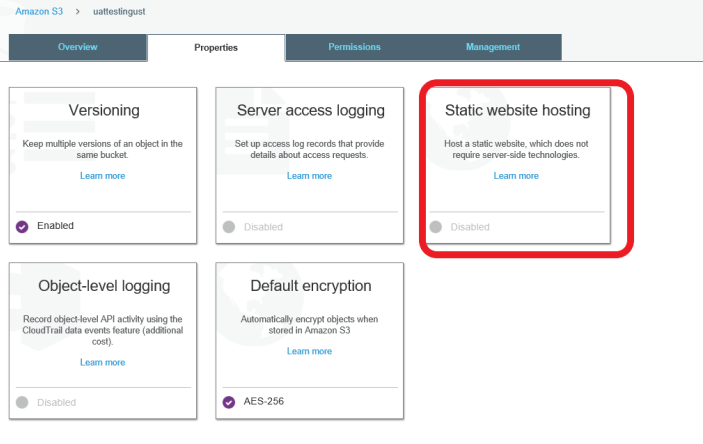 Amazon S3 > uattestingust
Overview Properties Permissions Management
Versioning
Keep multiple versions of an object in the
same bucket.
Learn more
Enabled
Server access logging
Set up access log records that provide
details about access requests.
Learn more
Disabled
Static website hosting
Host a static website, which does not
require server-side technologies.
Learn more
Disabled
Object-level logging
Record object-level API activity using the
CloudTrail data events feature (additional
cost).
Learn more
Disabled
Default encryption
Automatically encrypt objects when
stored in Amazon S3
Learn more
AES-256